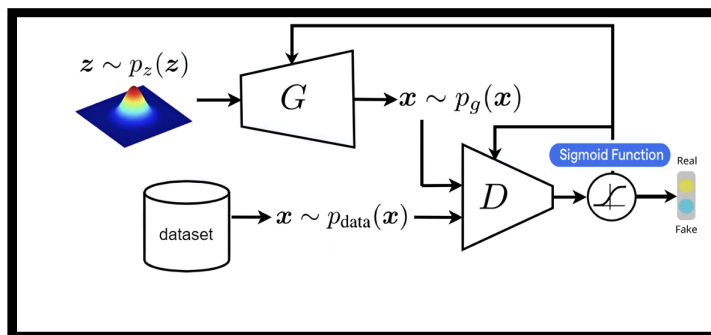 z ∼ p_z(z)
G
x ∼ p_g(x)
Sigmoid Function
Real
D
dataset
x ∼ p_data(x)
Fake